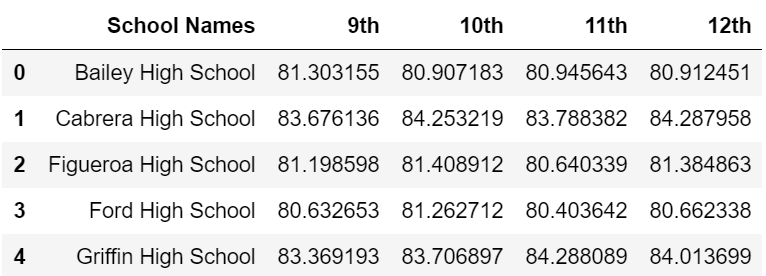 School Names 9th 10th 11th 12th
0 Bailey High School 81.303155 80.907183 80.945643 80.912451
1 Cabrera High School 83.676136 84.253219 83.788382 84.287958
2 Figueroa High School 81.198598 81.408912 80.640339 81.384863
3 Ford High School 80.632653 81.262712 80.403642 80.662338
4 Griffin High School 83.369193 83.706897 84.288089 84.013699